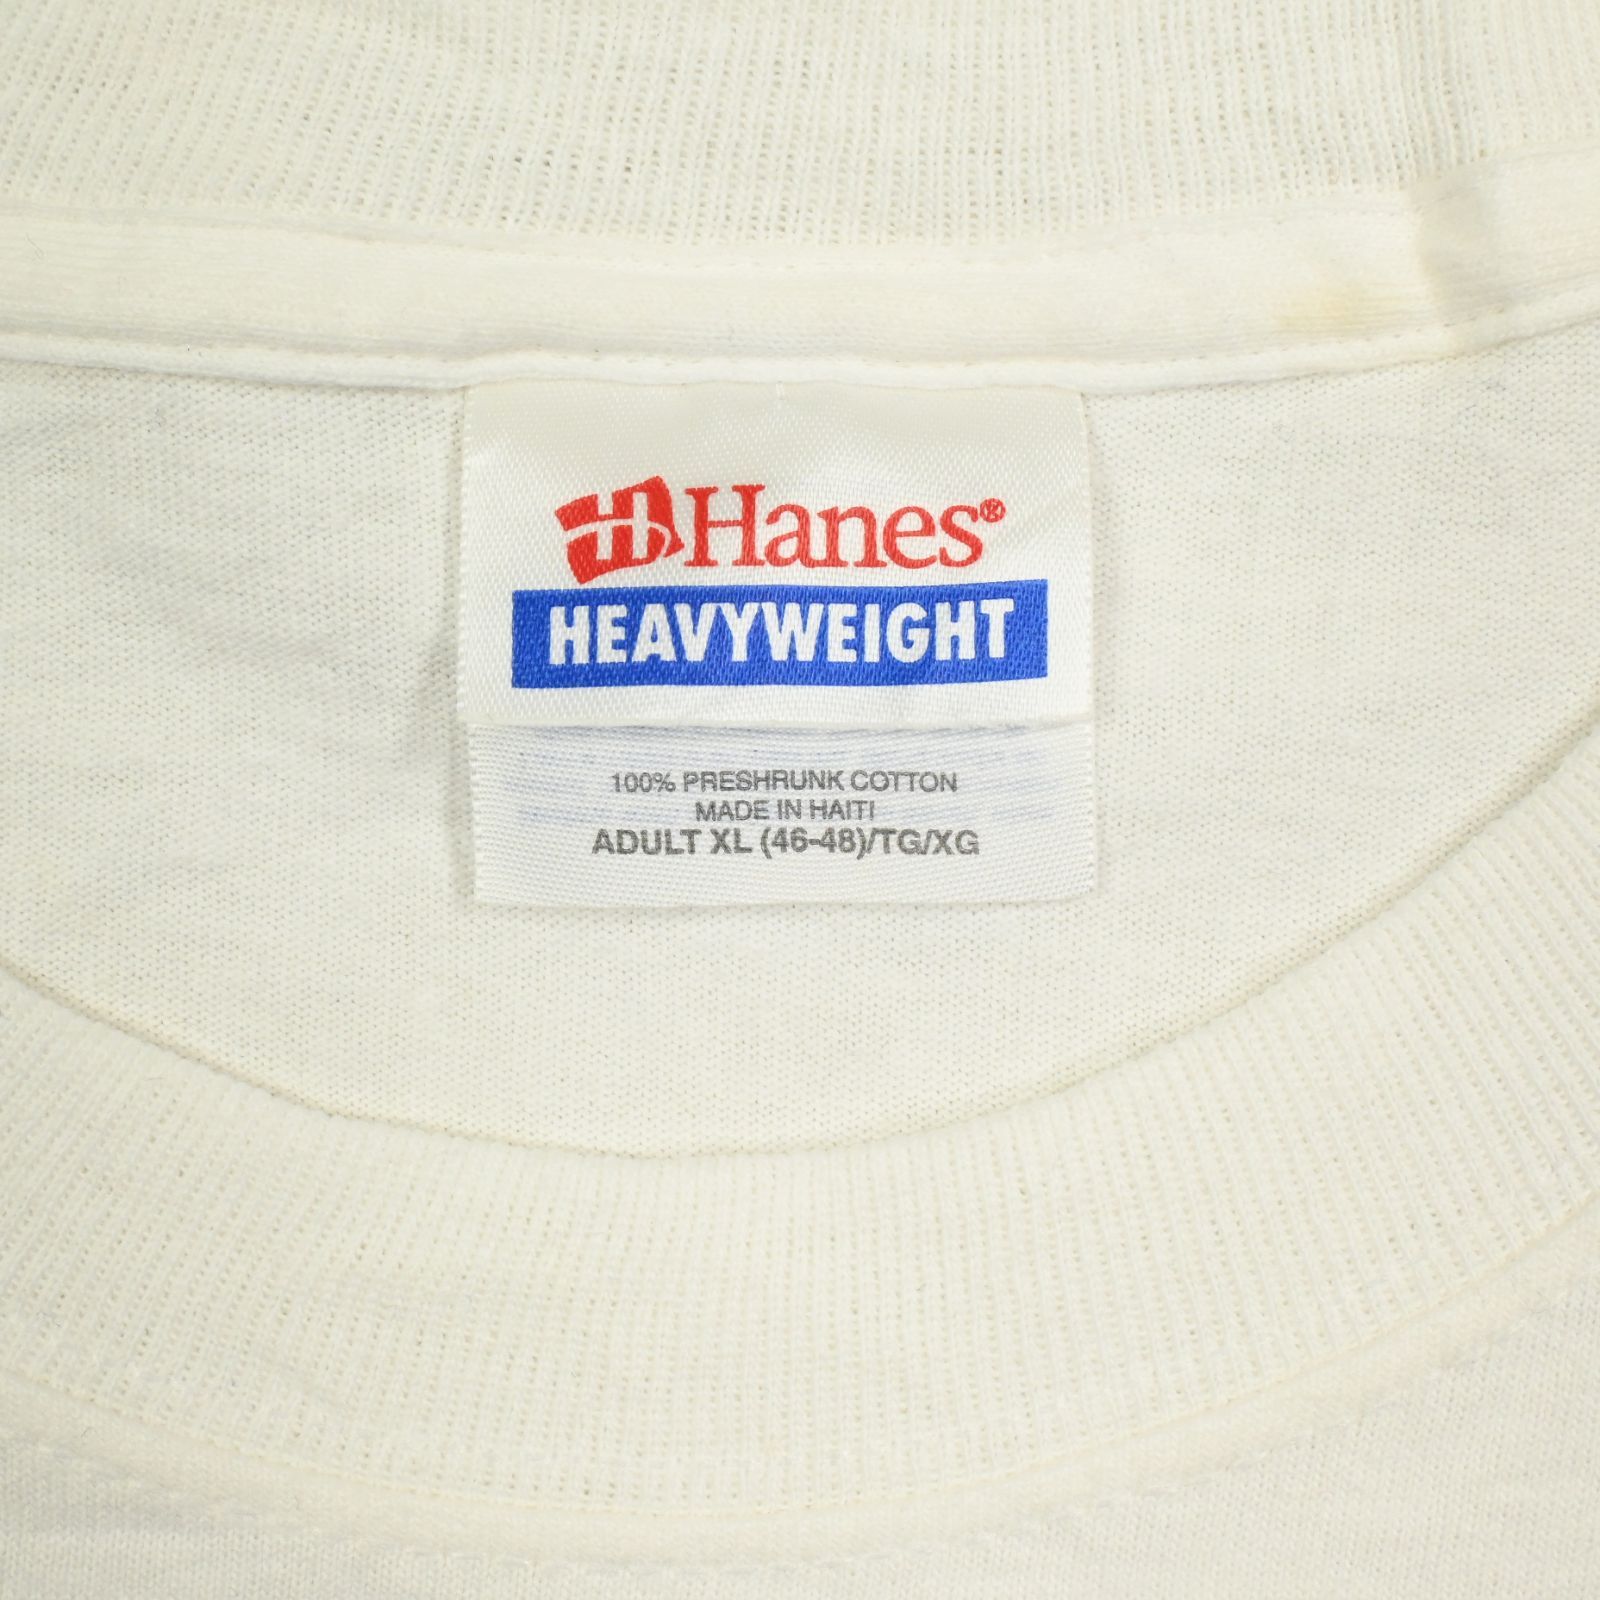 H Hanes®
HEAVYWEIGHT
100% PRESHRUNK COTTON
MADE IN HAITI
ADULT XL (46-48)/TG/XG